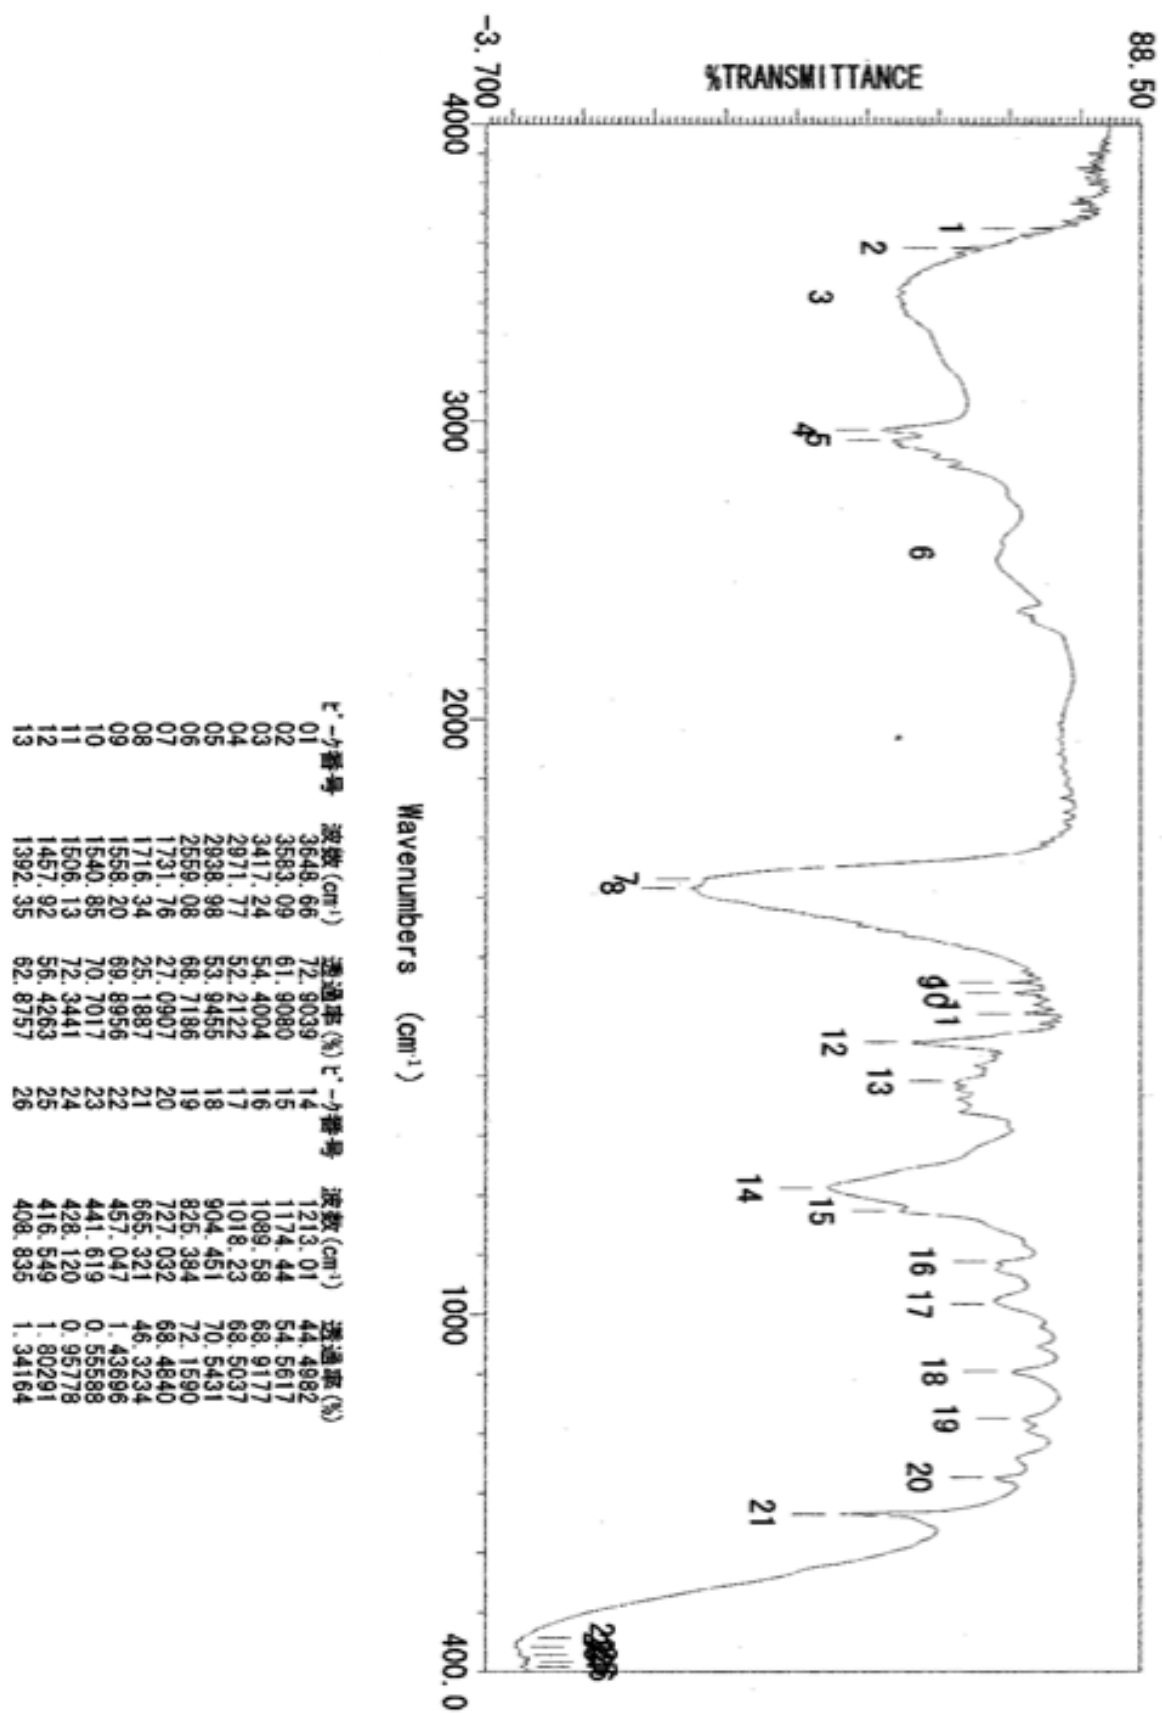 88.50
%TRANSMITTANCE
-3.700
1
2
3
4
5
6
7
8
9
10
11
12
13
14
15
16
17
18
19
20
21
4000
3000
2000
1000
400.0
Wavenumbers (cm-1)
ﾋﾟｰｸ番号 波数(cm-1) 透過率(%) ﾋﾟｰｸ番号 波数(cm-1) 透過率(%)
01 3648.66 72.9039 14 1213.01 44.4982
02 3583.09 61.9080 15 1174.44 54.5617
03 3417.24 54.4004 16 1089.58 68.9177
04 2971.77 52.2122 17 1018.23 68.5037
05 2938.98 53.9455 18 904.451 70.5431
06 2559.08 68.7186 19 825.384 72.1590
07 1731.76 27.0907 20 727.032 68.4840
08 1716.34 25.1887 21 665.321 46.3234
09 1558.20 69.8956 22 457.047 1.43696
10 1540.85 70.7017 23 441.619 0.55588
11 1506.13 72.3441 24 428.120 0.95778
12 1457.92 56.4263 25 416.549 1.80291
13 1392.35 62.8757 26 408.835 1.34164